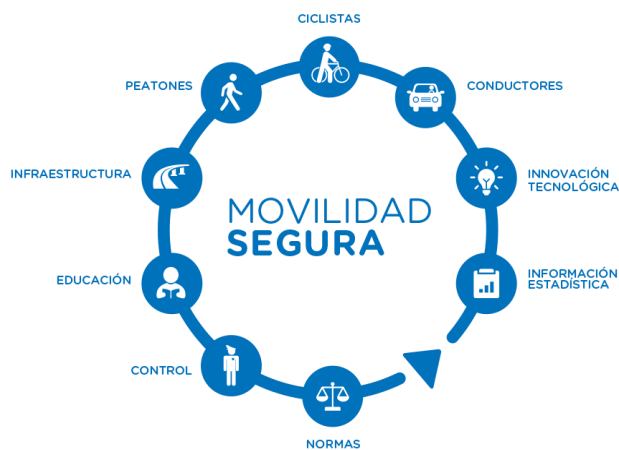 CICLISTAS
PEATONES
CONDUCTORES
INFRAESTRUCTURA
INNOVACIÓN
TECNOLÓGICA
MOVILIDAD
SEGURA
EDUCACIÓN
INFORMACIÓN
ESTADÍSTICA
CONTROL
NORMAS